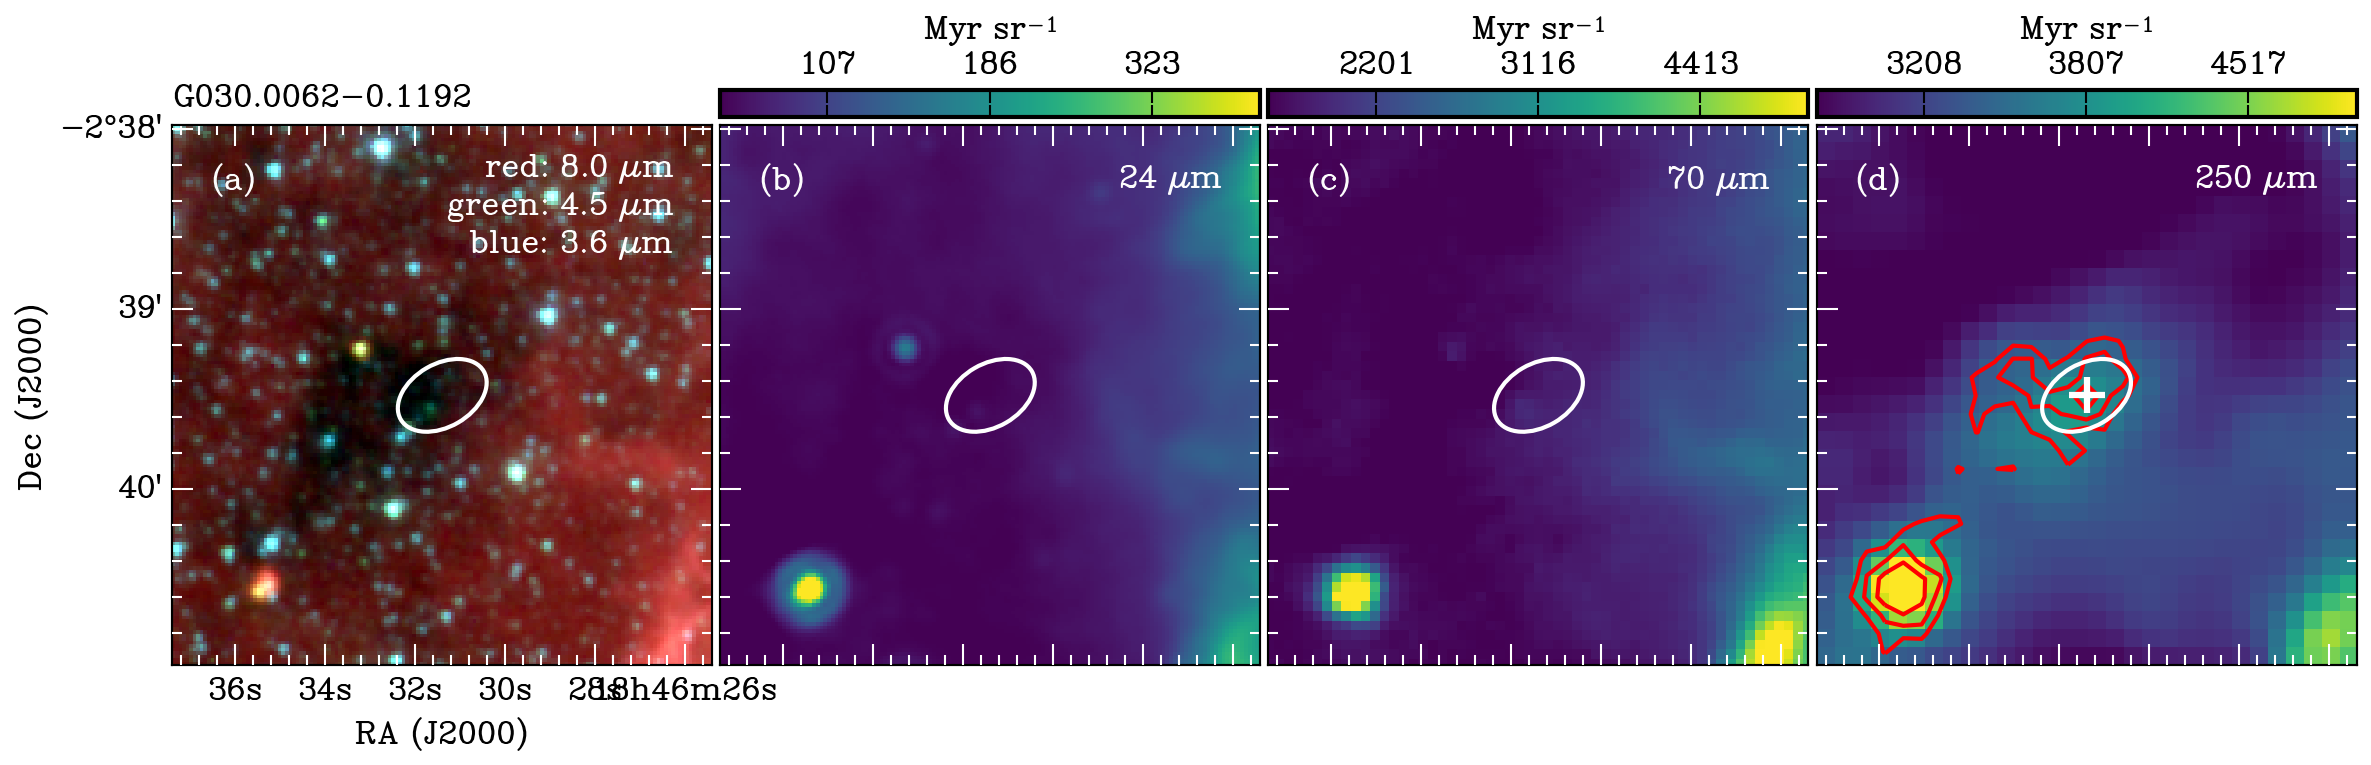 Myr sr⁻¹
Myr sr⁻¹
Myr sr⁻¹
107 186 323
2201 3116 4413
3208 3807 4517
G030.0062−0.1192
−2°38'
39'
40'
Dec (J2000)
(a)
red: 8.0 μm
green: 4.5 μm
blue: 3.6 μm
(b)
24 μm
(c)
70 μm
(d)
250 μm
36s 34s 32s 30s 28s 18h46m26s
RA (J2000)